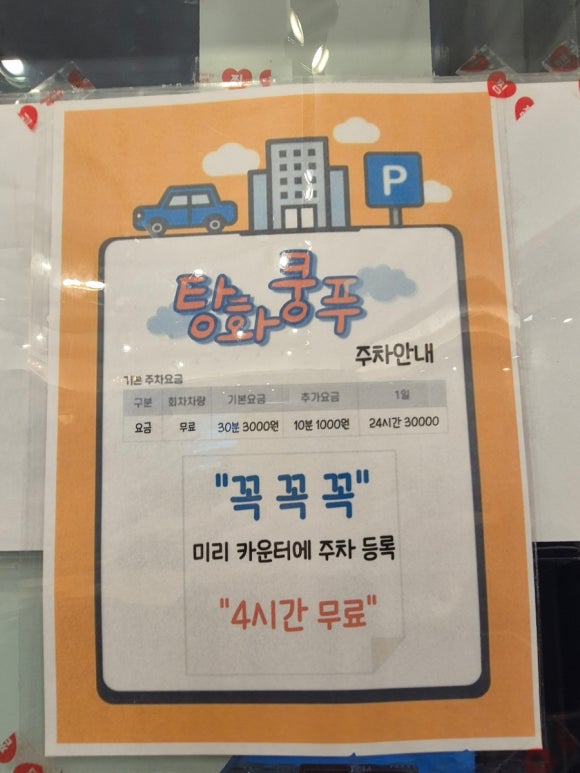 P
탕화쿵푸
주차안내
기본 주차요금
구분 회차차량 기본요금 추가요금 1일
요금 무료 30분 3000원 10분 1000원 24시간 30000
"꼭 꼭 꼭"
미리 카운터에 주차 등록
"4시간 무료"